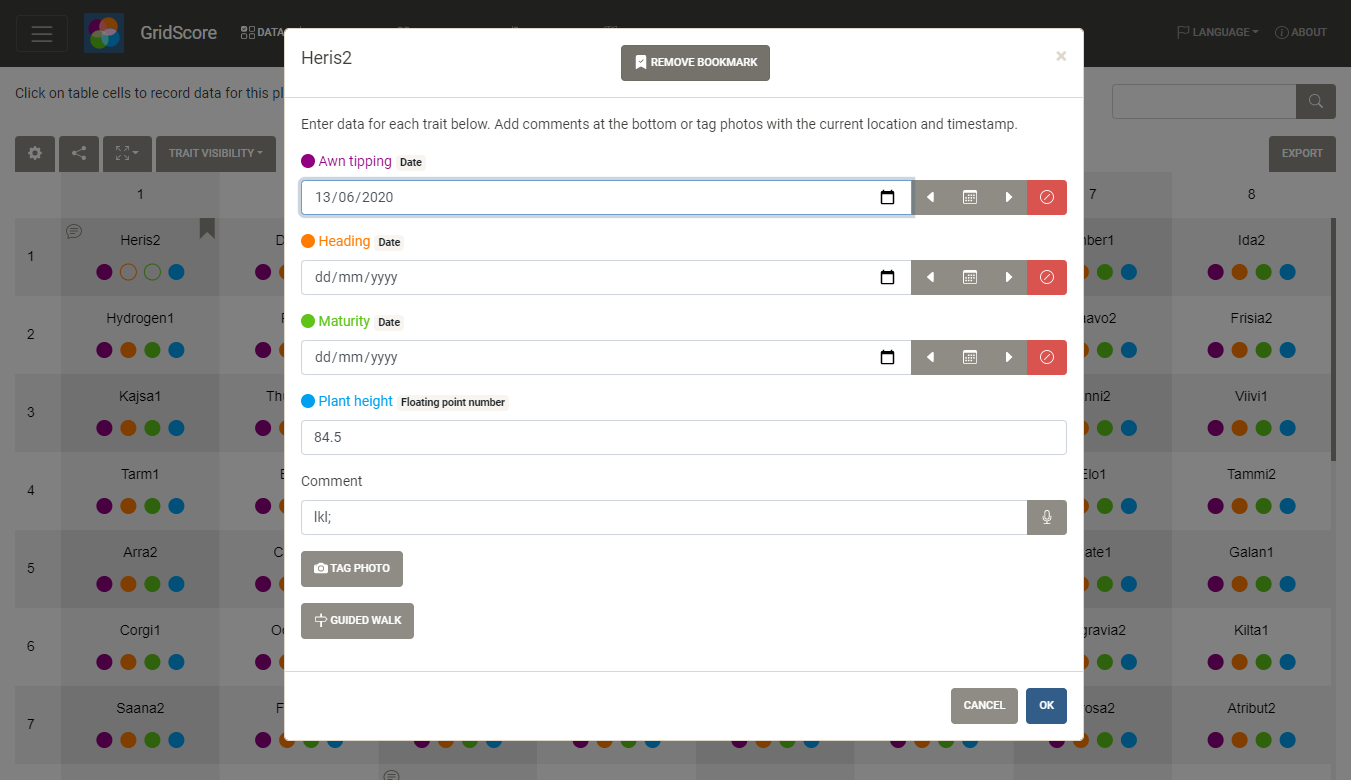 GridScore
DATA
LANGUAGE
ABOUT
Heris2
REMOVE BOOKMARK
×
Click on table cells to record data for this pl
Enter data for each trait below. Add comments at the bottom or tag photos with the current location and timestamp.
TRAIT VISIBILITY
EXPORT
Awn tipping Date
13/06/2020
Heading Date
dd/mm/yyyy
Maturity Date
dd/mm/yyyy
Plant height Floating point number
84.5
Comment
lkl;
TAG PHOTO
GUIDED WALK
CANCEL
OK
1
7
8
1
Heris2
D
ber1
Ida2
2
Hydrogen1
avo2
Frisia2
3
Kajsa1
Th
nni2
Viivi1
4
Tarm1
Elo1
Tammi2
5
Arra2
C
ate1
Galan1
6
Corgi1
O
gravia2
Kilta1
7
Saana2
F
rosa2
Atribut2